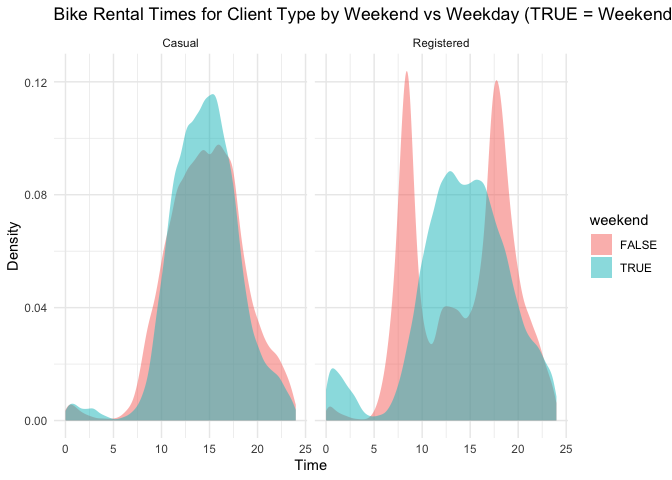 Bike Rental Times for Client Type by Weekend vs Weekday (TRUE = Weekend
Casual
Registered
0.12
0.08
0.04
0.00
Density
0 5 10 15 20 25
0 5 10 15 20 25
Time
weekend
FALSE
TRUE